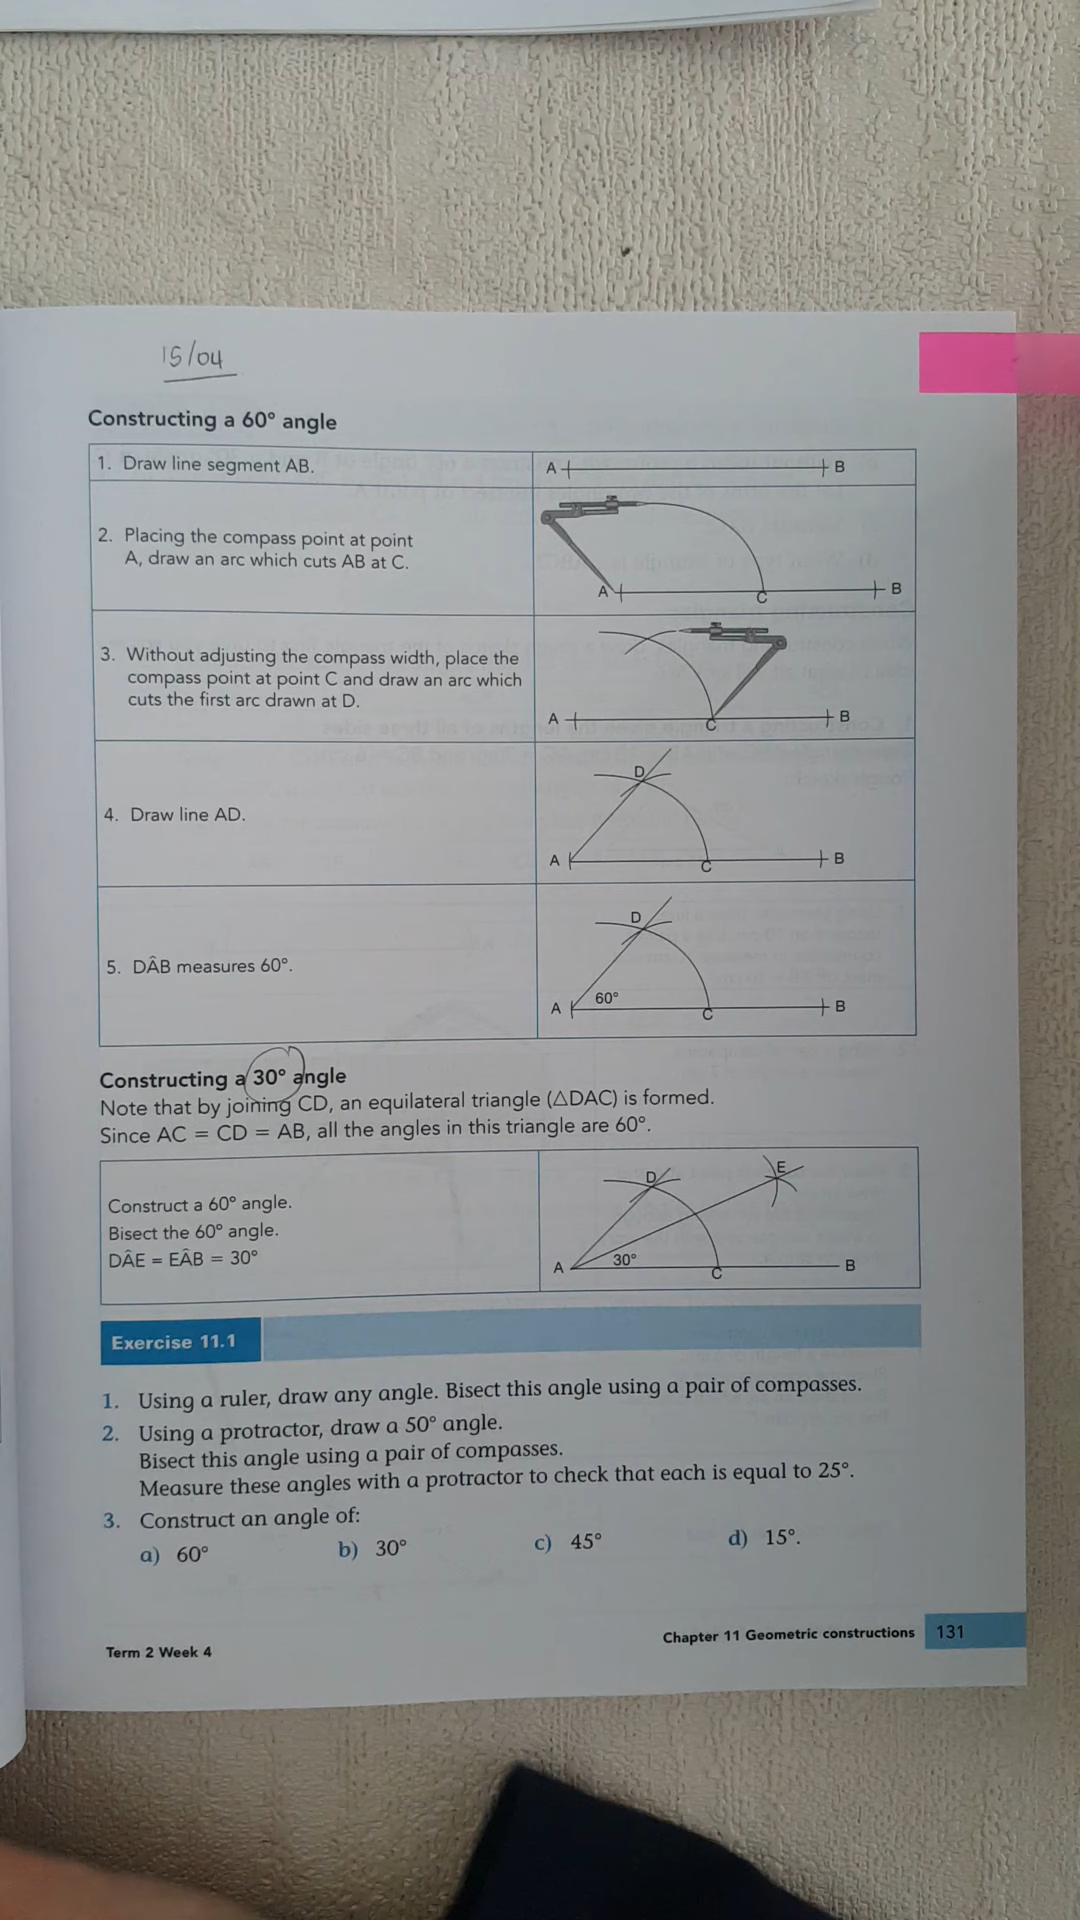 15/04
Constructing a 60° angle
1. Draw line segment AB.
A B
2. Placing the compass point at point
A, draw an arc which cuts AB at C.
A C B
3. Without adjusting the compass width, place the
compass point at point C and draw an arc which
cuts the first arc drawn at D.
A C B
4. Draw line AD.
D
A C B
5. DÂB measures 60°.
D
60°
A C B
Constructing a 30° angle
Note that by joining CD, an equilateral triangle (△DAC) is formed.
Since AC = CD = AB, all the angles in this triangle are 60°.
Construct a 60° angle.
Bisect the 60° angle.
DÂE = EÂB = 30°
D E
30°
A C B
Exercise 11.1
1. Using a ruler, draw any angle. Bisect this angle using a pair of compasses.
2. Using a protractor, draw a 50° angle.
Bisect this angle using a pair of compasses.
Measure these angles with a protractor to check that each is equal to 25°.
3. Construct an angle of:
a) 60° b) 30° c) 45° d) 15°.
Term 2 Week 4 Chapter 11 Geometric constructions 131